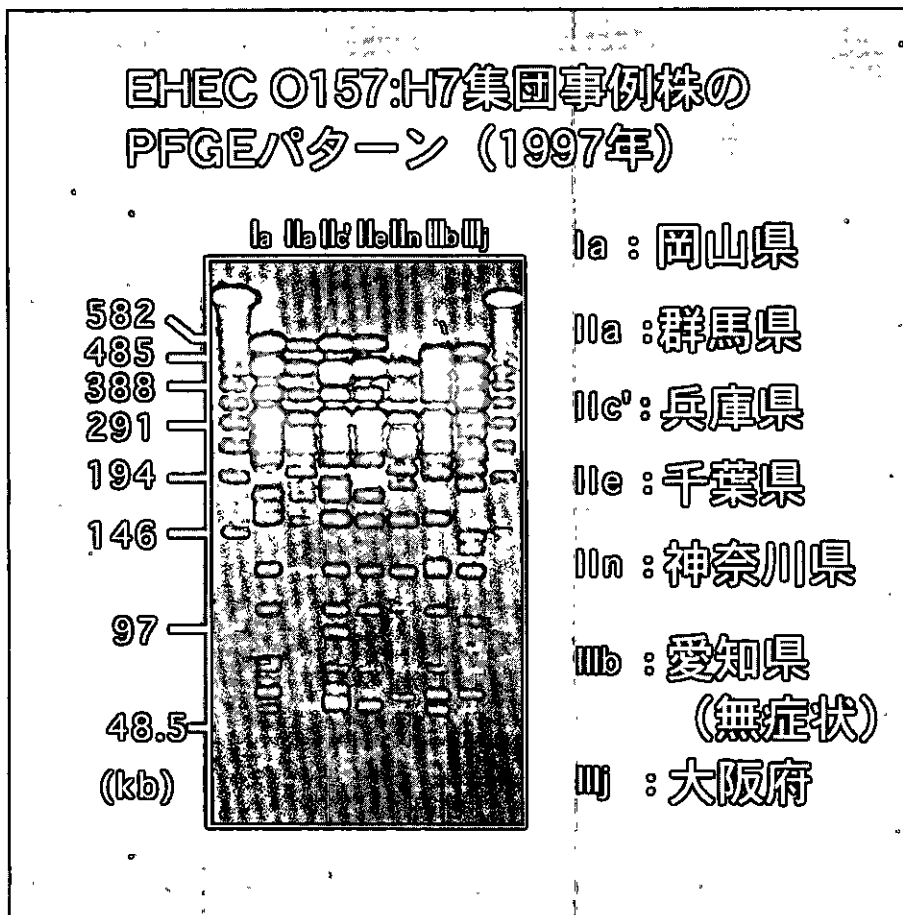 EHEC O157:H7集団事例株の
PFGEパターン（1997年）
Ia IIa IIc' IIe IIn IIIb IIIj
582
485
388
291
194
146
97
48.5
(kb)
Ia：岡山県
IIa：群馬県
IIc'：兵庫県
IIe：千葉県
IIn：神奈川県
IIIb：愛知県
（無症状）
IIIj：大阪府